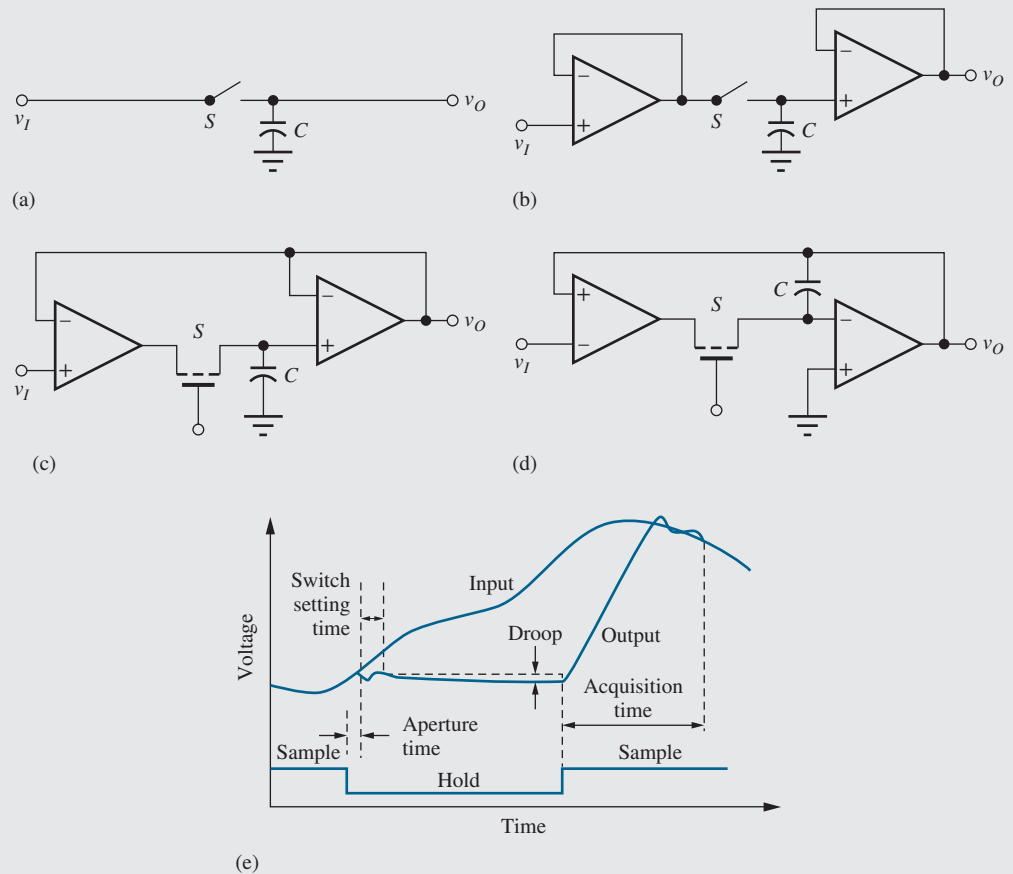 v_I
S
C
v_O
(a)
−
+
v_I
S
C
−
+
v_O
(b)
−
+
v_I
S
C
−
+
v_O
(c)
+
−
v_I
S
C
−
+
v_O
(d)
Voltage
Switch
setting
time
Input
Droop
Output
Acquisition
time
Aperture
time
Sample
Hold
Sample
Time
(e)